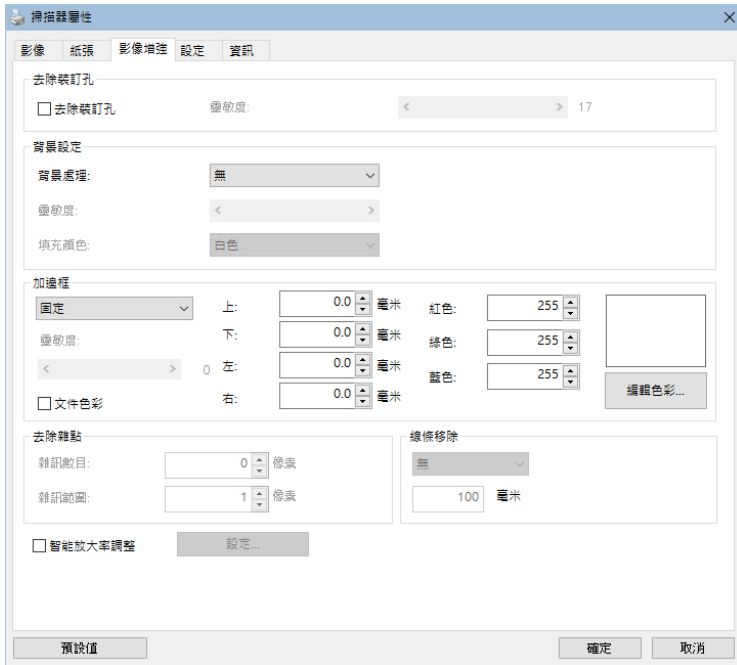 掃描器屬性
影像 紙張 影像增強 設定 資訊
去除裝訂孔
去除裝訂孔 靈敏度: 17
背景設定
背景處理: 無
靈敏度:
填充顏色: 白色
加邊框
固定 上: 0.0 毫米 紅色: 255
靈敏度: 下: 0.0 毫米 綠色: 255
0 左: 0.0 毫米 藍色: 255
文件色彩 右: 0.0 毫米 編輯色彩...
去除雜點 線條移除
雜訊數目: 0 像素 無
雜訊範圍: 1 像素 100 毫米
智能放大率調整 設定...
預設值 確定 取消